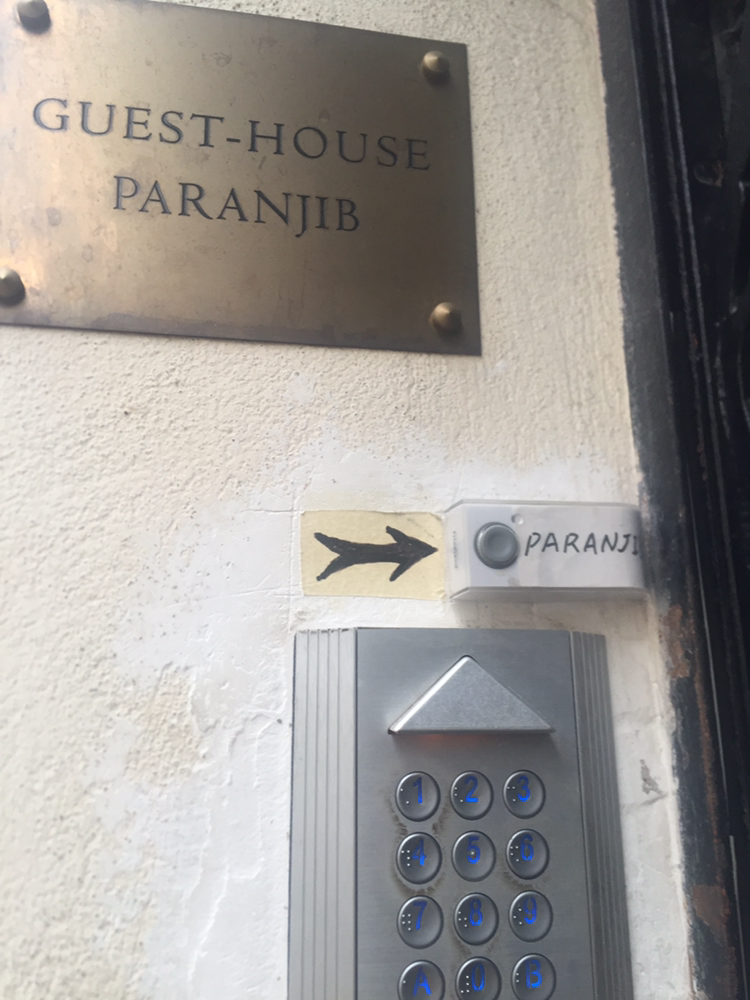 GUEST-HOUSE
PARANJIB
PARANJI
1 2 3
4 5 6
7 8 9
A 0 B